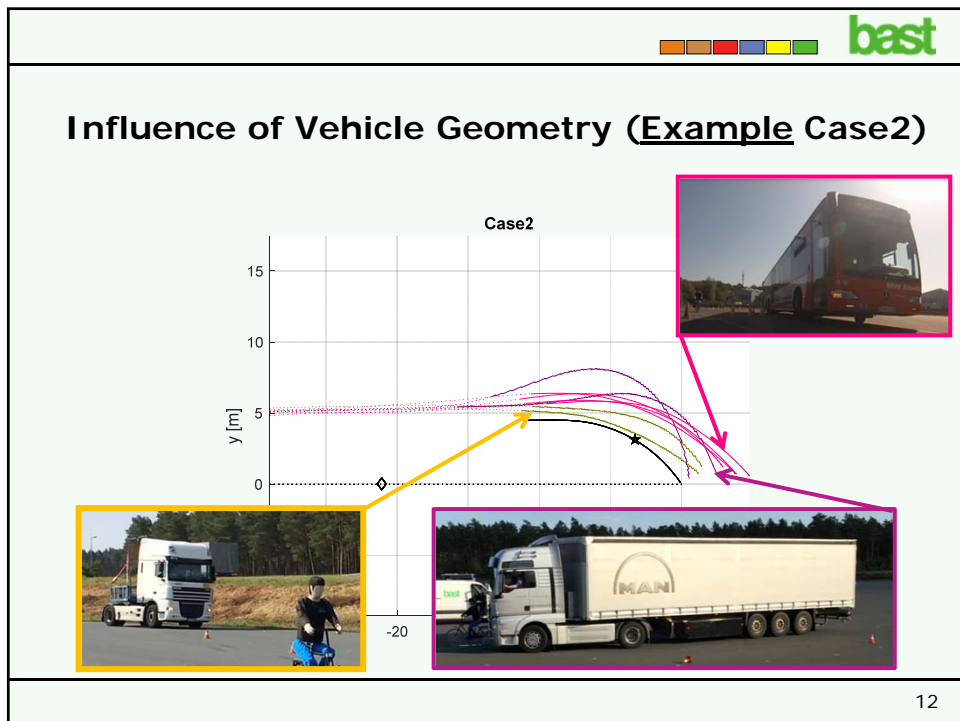 bast
Influence of Vehicle Geometry (Example Case2)
Case2
15
10
5
0
y [m]
-20
bast
MAN
12